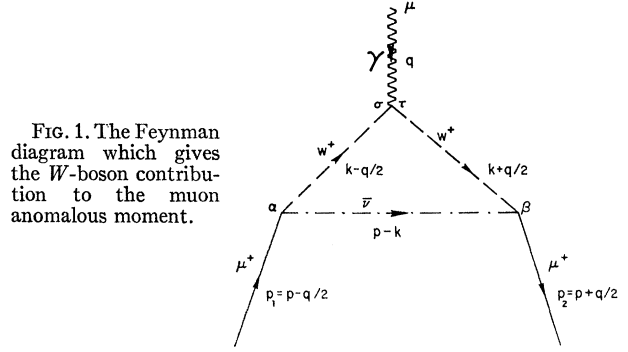 FIG. 1. The Feynman
diagram which gives
the W-boson contribu-
tion to the muon
anomalous moment.
μ
γ q
σ τ
W⁺ W⁺
k-q/2 k+q/2
α ν̅ β
p-k
μ⁺ μ⁺
p₁=p-q/2 p₂=p+q/2